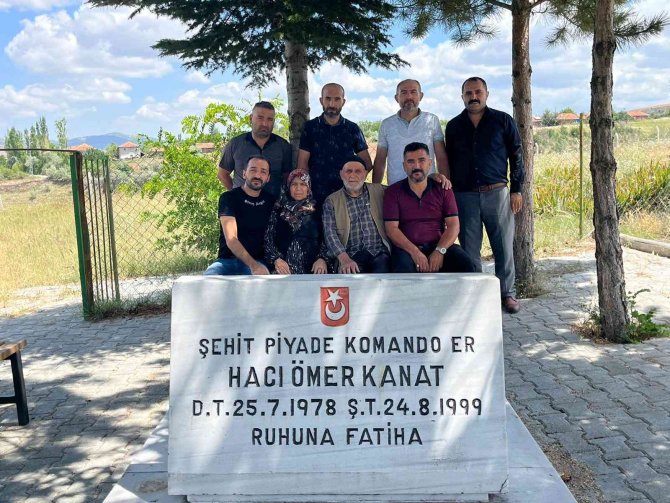 ŞEHİT PİYADE KOMANDO ER
HACI ÖMER KANAT
D.T.25.7.1978 Ş.T.24.8.1999
RUHUNA FATİHA